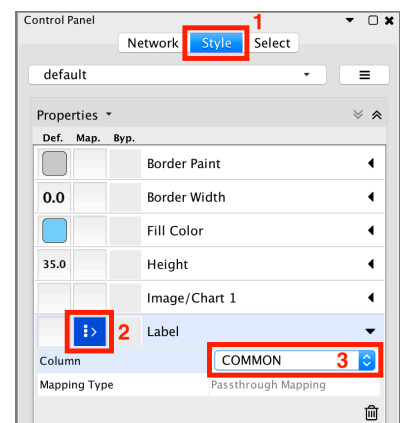 Control Panel
1
Network Style Select
default
Properties
Def. Map. Byp.
Border Paint
0.0 Border Width
Fill Color
35.0 Height
Image/Chart 1
2 Label
Column COMMON 3
Mapping Type Passthrough Mapping